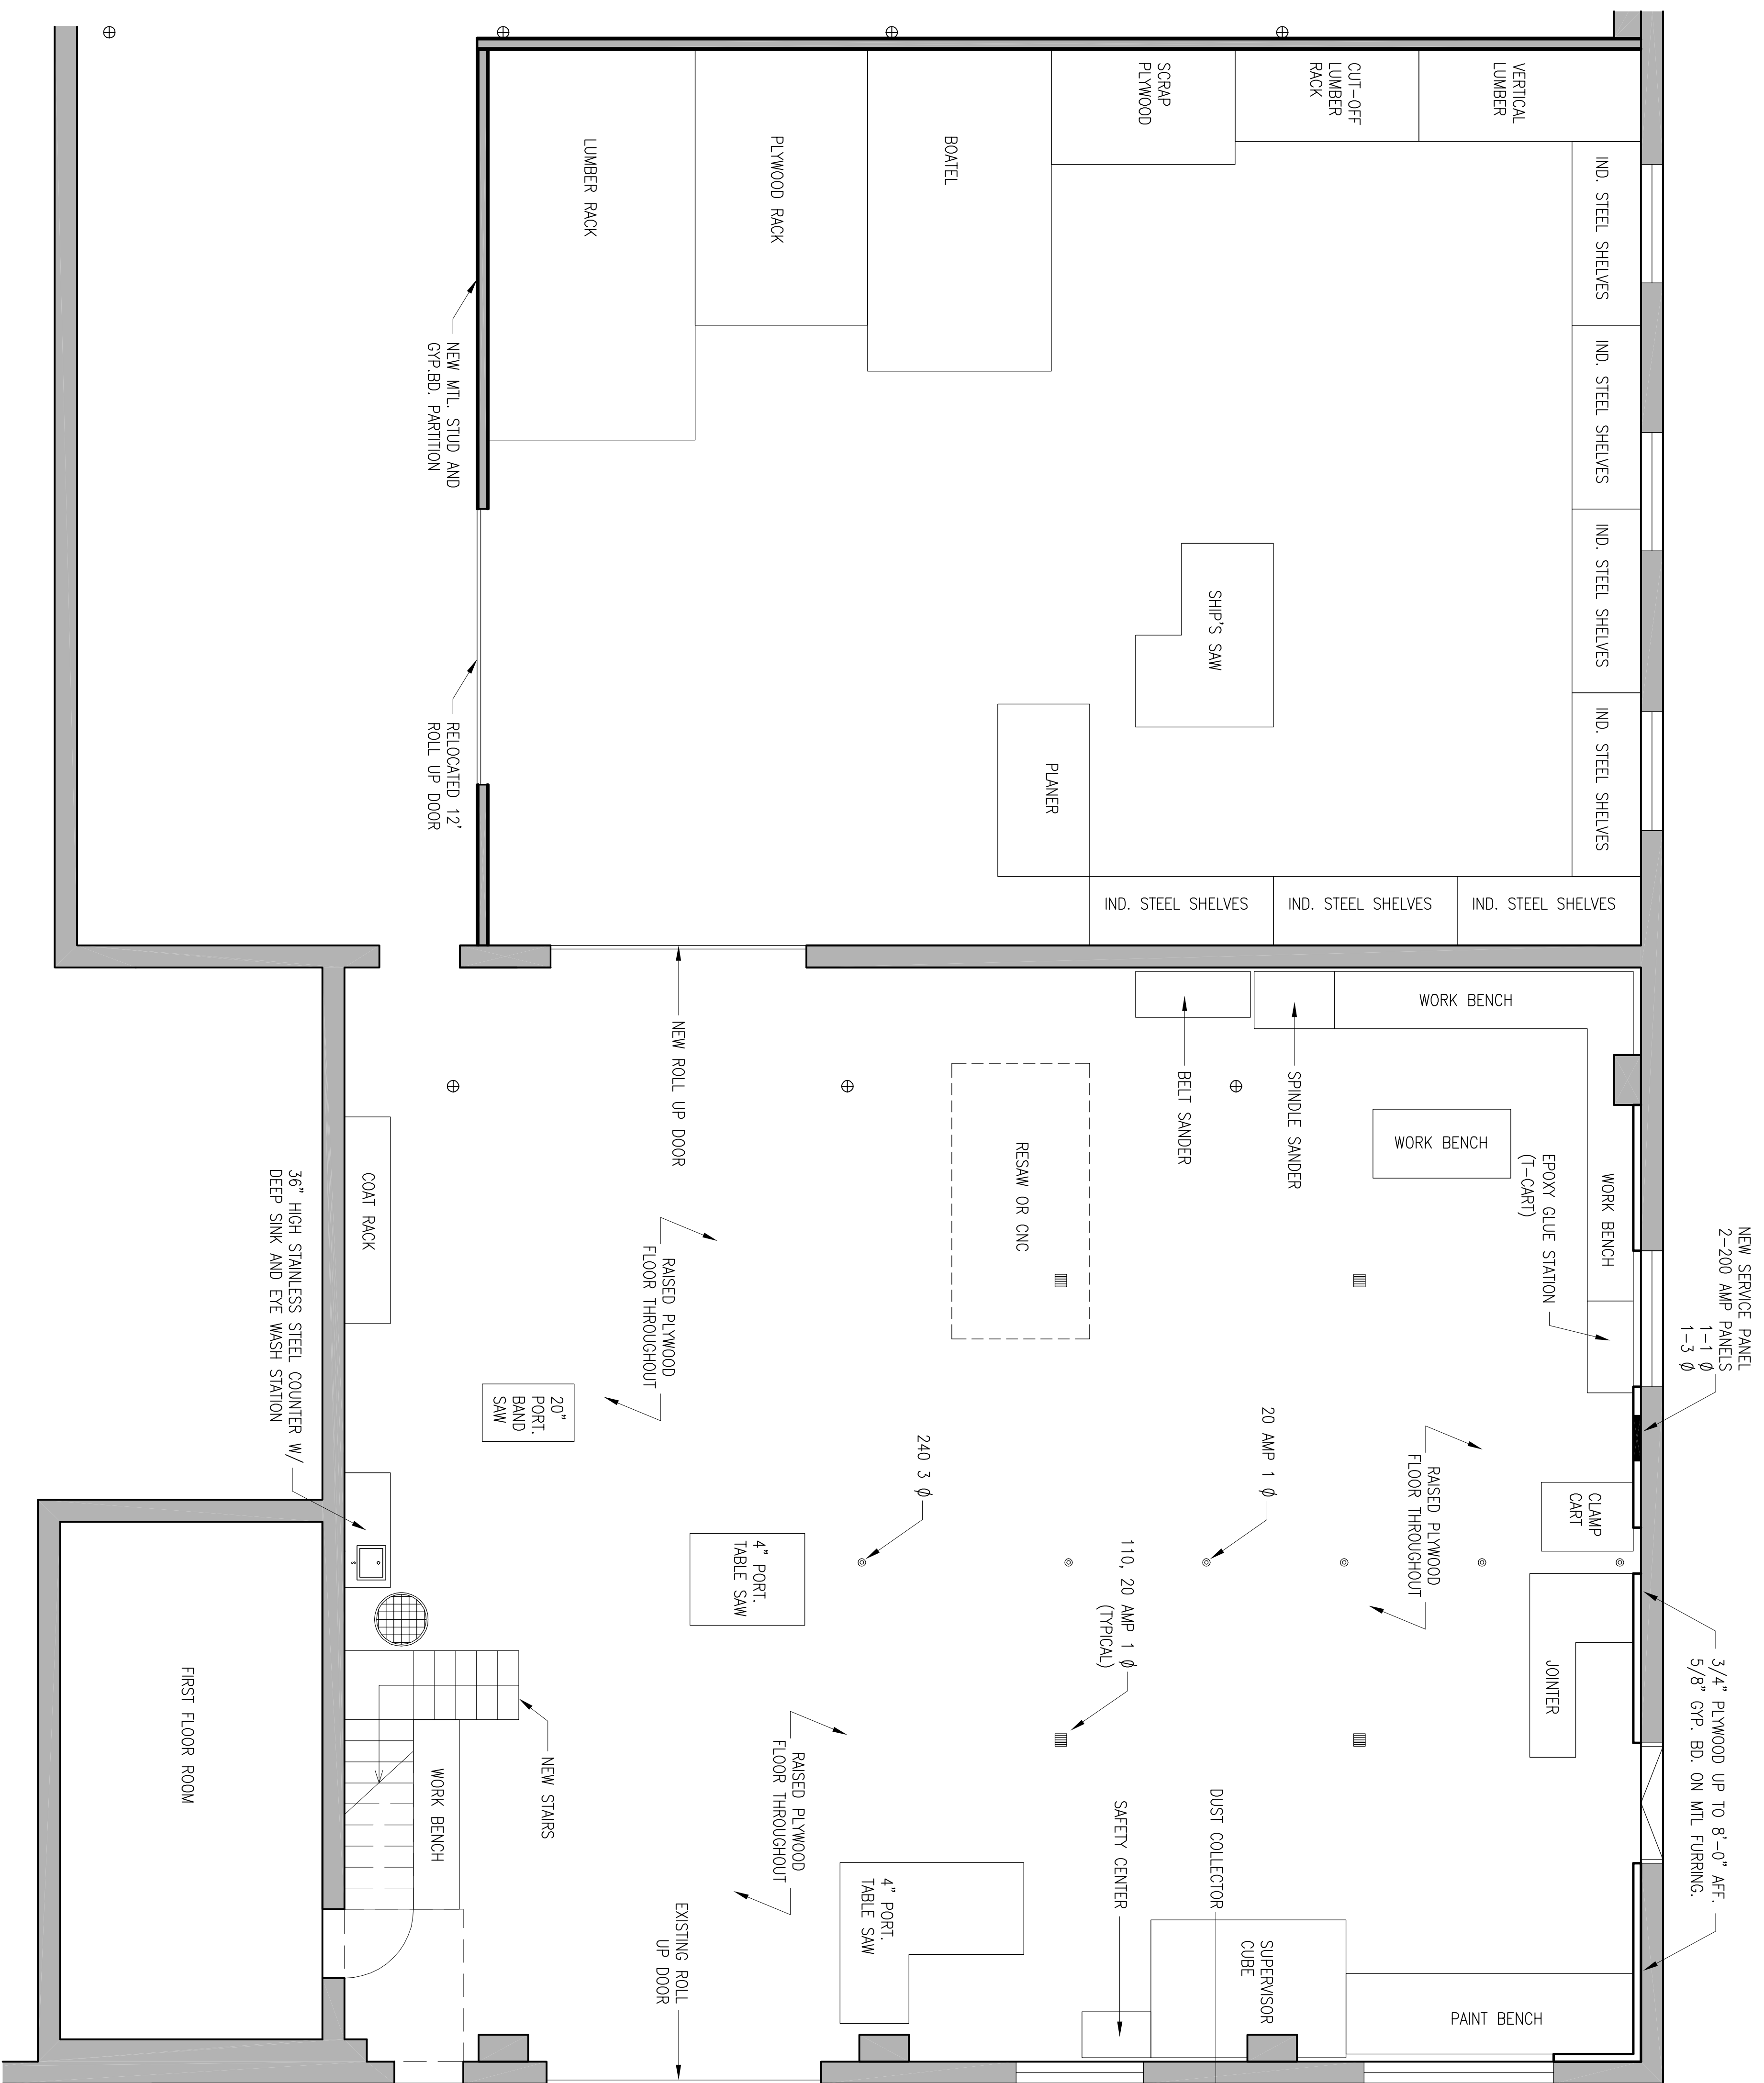 VERTICAL
LUMBER
CUT-OFF
LUMBER
RACK
SCRAP
PLYWOOD
BOATEL
PLYWOOD RACK
LUMBER RACK
IND. STEEL SHELVES
IND. STEEL SHELVES
IND. STEEL SHELVES
IND. STEEL SHELVES
SHIP'S SAW
PLANER
IND. STEEL SHELVES
IND. STEEL SHELVES
IND. STEEL SHELVES
NEW MTL. STUD AND
GYP.BD. PARTITION
RELOCATED 12'
ROLL UP DOOR
WORK BENCH
SPINDLE SANDER
BELT SANDER
NEW ROLL UP DOOR
WORK BENCH
WORK BENCH
EPOXY GLUE STATION
(T-CART)
NEW SERVICE PANEL
2-200 AMP PANELS
1-1 Ø
1-3 Ø
RESAW OR CNC
RAISED PLYWOOD
FLOOR THROUGHOUT
COAT RACK
36" HIGH STAINLESS STEEL COUNTER W/
DEEP SINK AND EYE WASH STATION
20"
PORT.
BAND
SAW
240 3 Ø
20 AMP 1 Ø
RAISED PLYWOOD
FLOOR THROUGHOUT
CLAMP
CART
110, 20 AMP 1 Ø
(TYPICAL)
4" PORT.
TABLE SAW
JOINTER
3/4" PLYWOOD UP TO 8'-0" AFF.
5/8" GYP. BD. ON MTL FURRING.
S
FIRST FLOOR ROOM
NEW STAIRS
WORK BENCH
RAISED PLYWOOD
FLOOR THROUGHOUT
DUST COLLECTOR
SAFETY CENTER
4" PORT.
TABLE SAW
EXISTING ROLL
UP DOOR
SUPERVISOR
CUBE
PAINT BENCH